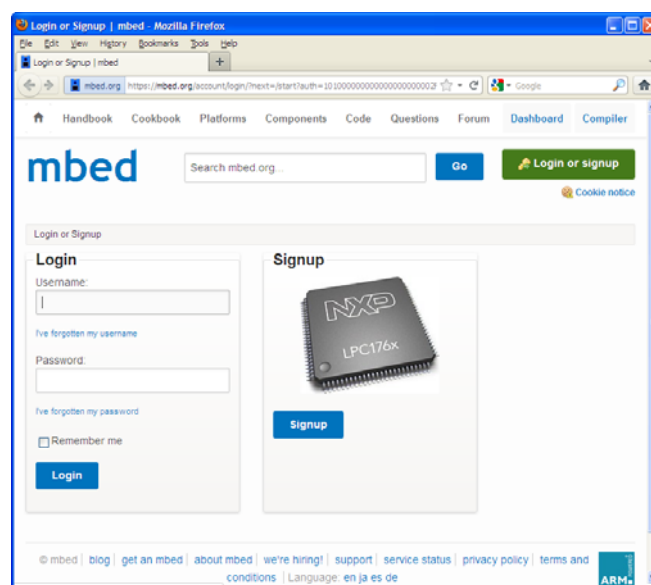 Login or Signup | mbed - Mozilla Firefox
File Edit View History Bookmarks Tools Help
Login or Signup | mbed
mbed.org https://mbed.org/account/login/?next=/start?auth= Google
Handbook Cookbook Platforms Components Code Questions Forum Dashboard Compiler
mbed Search mbed.org... Go Login or signup
Cookie notice
Login or Signup
Login
Username:
I've forgotten my username
Password:
I've forgotten my password
Remember me
Login
Signup
NXP
LPC176x
Signup
© mbed | blog | get an mbed | about mbed | we're hiring! | support | service status | privacy policy | terms and
conditions | Language: en ja es de
ARM